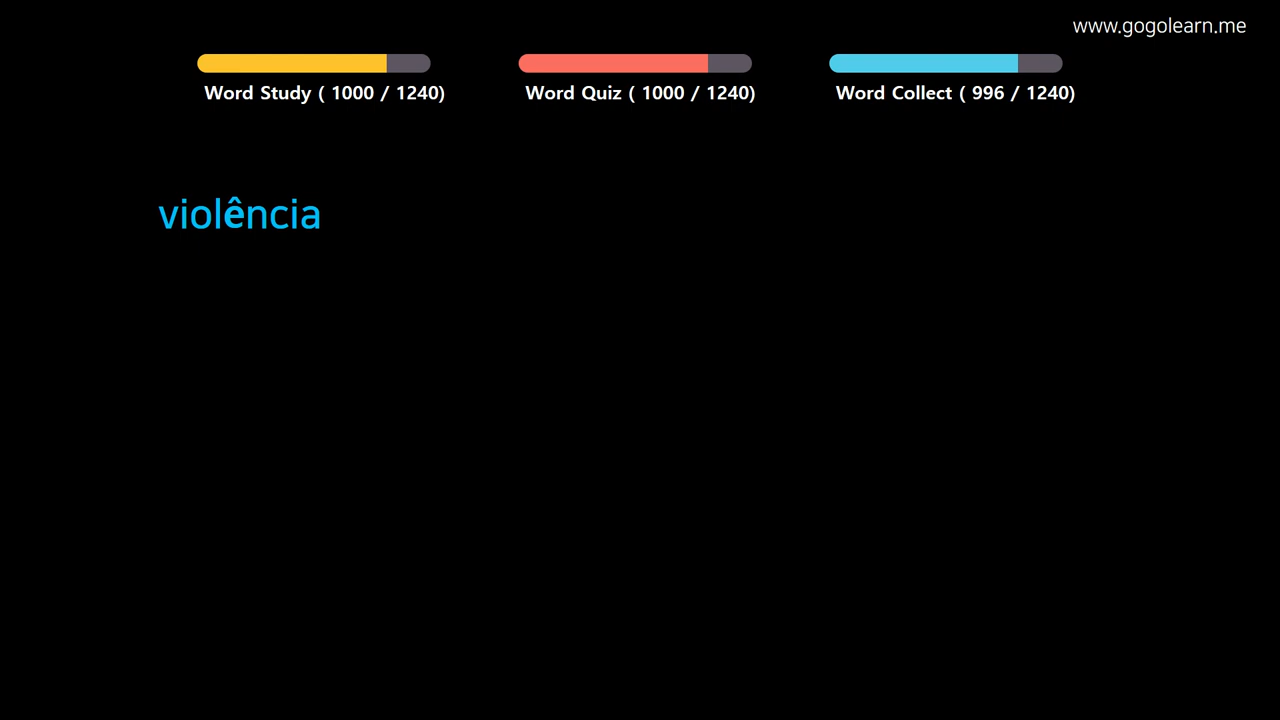 www.gogolearn.me
Word Study ( 1000 / 1240)
Word Quiz ( 1000 / 1240)
Word Collect ( 996 / 1240)
violência